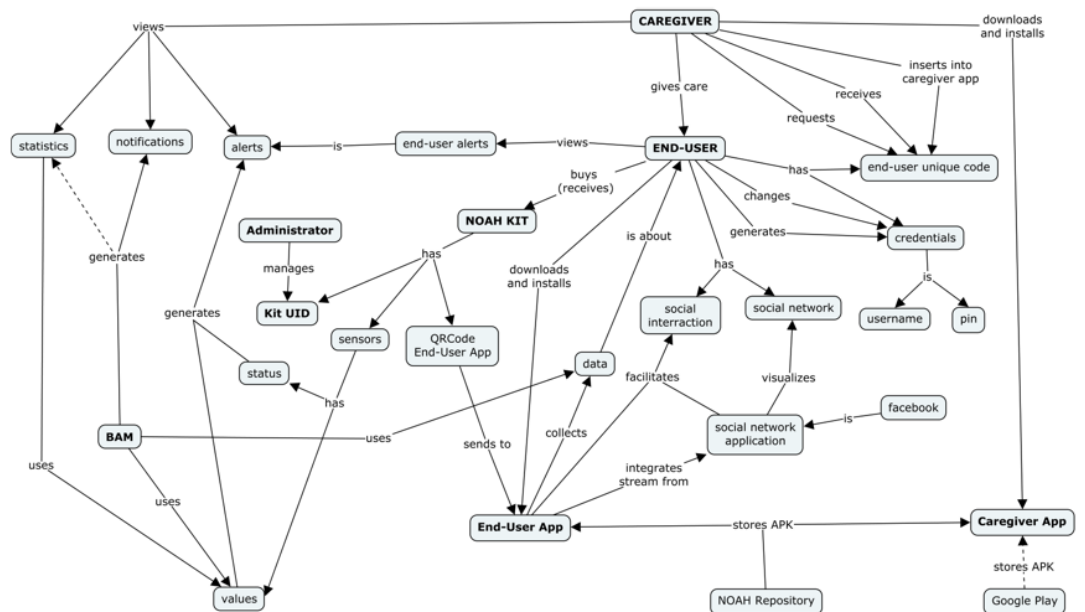 CAREGIVER
downloads
and installs
views
inserts into
caregiver app
gives care
receives
requests
statistics
notifications
alerts
is
end-user alerts
views
END-USER
has
end-user unique code
buys
(receives)
changes
NOAH KIT
Administrator
generates
credentials
is about
has
generates
manages
downloads
and installs
has
is
Kit UID
social
interraction
social network
username
pin
generates
sensors
QRCode
End-User App
status
data
facilitates
visualizes
has
facebook
is
BAM
uses
social network
application
collects
sends to
uses
integrates
stream from
uses
End-User App
stores APK
Caregiver App
stores APK
values
NOAH Repository
Google Play